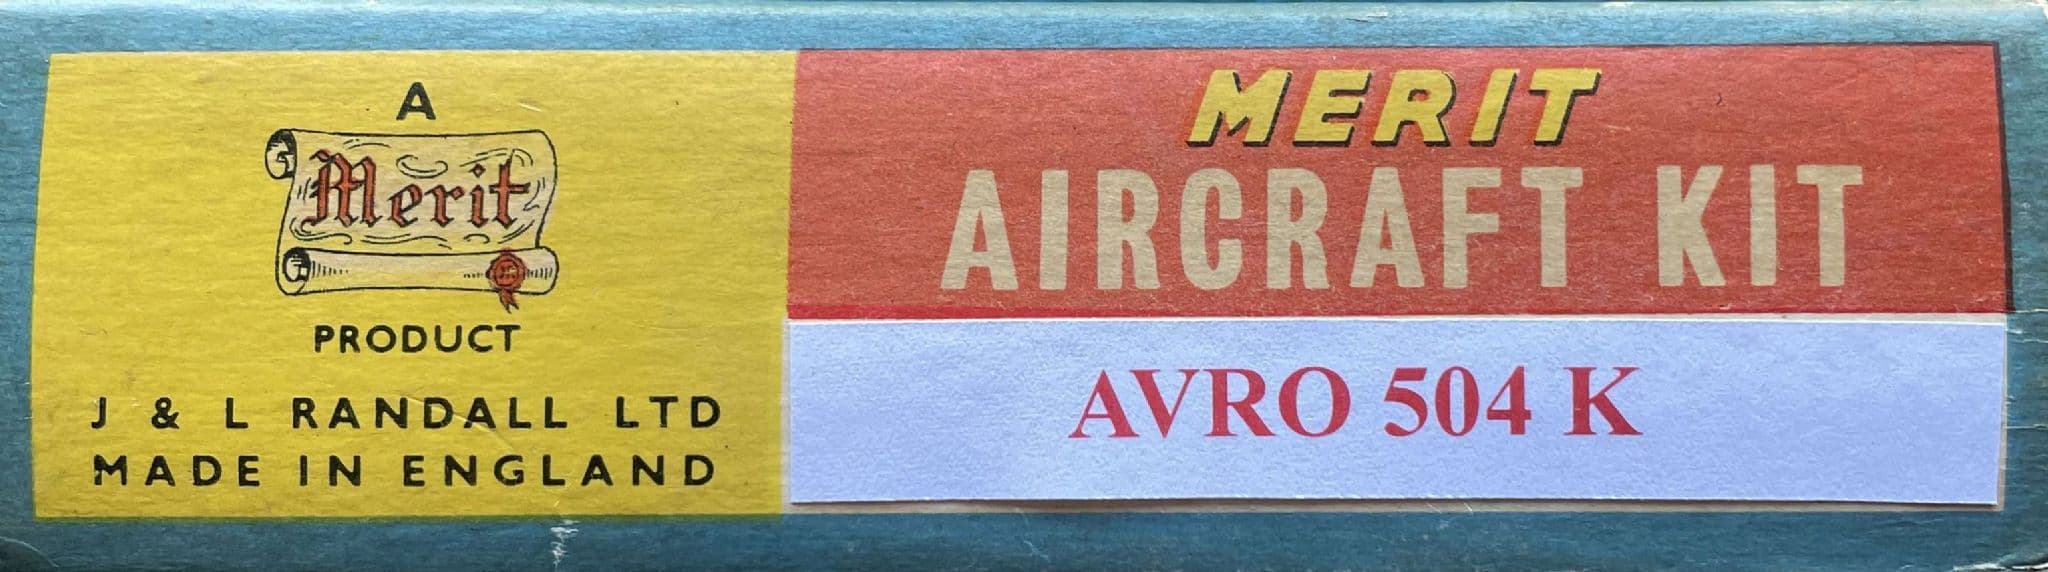 A
Merit
PRODUCT
J & L RANDALL LTD
MADE IN ENGLAND
MERIT
AIRCRAFT KIT
AVRO 504 K